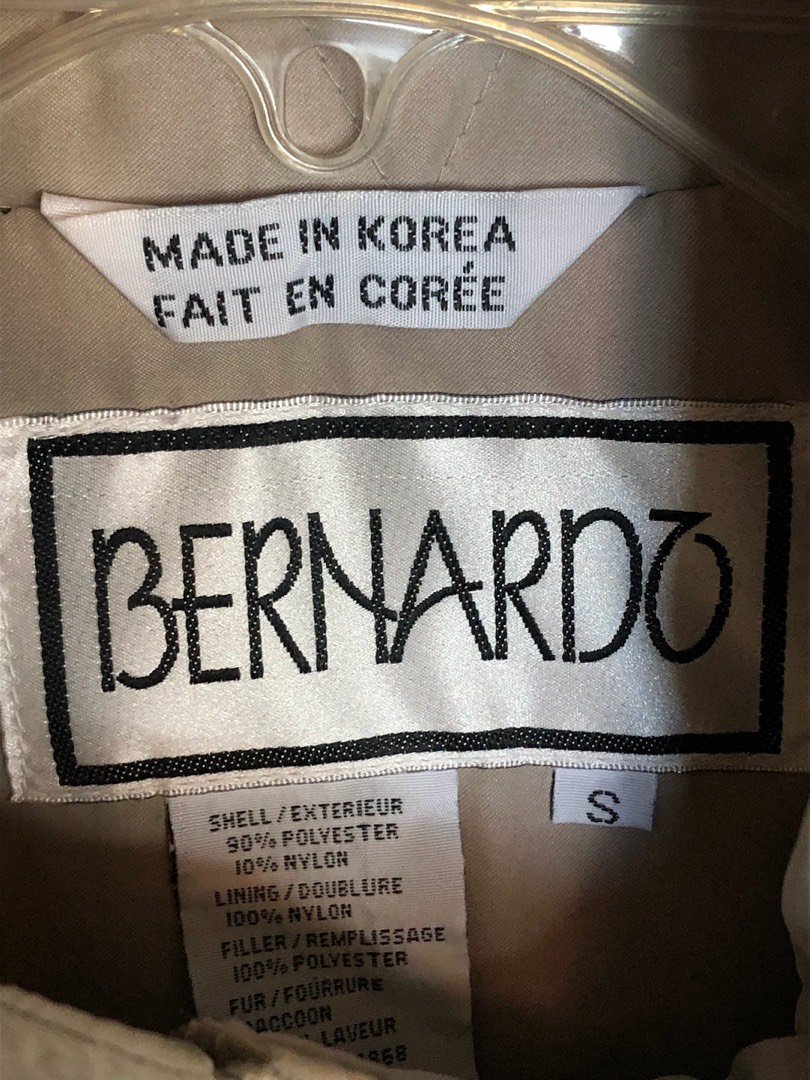 MADE IN KOREA
FAIT EN CORÉE
BERNARDO
S
SHELL / EXTERIEUR
90% POLYESTER
10% NYLON
LINING / DOUBLURE
100% NYLON
FILLER / REMPLISSAGE
100% POLYESTER
FUR / FOURRURE
LAVEUR